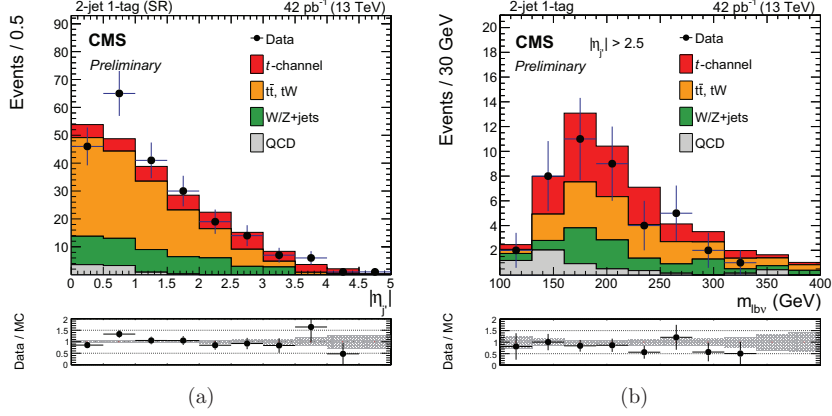 2-jet 1-tag (SR) 42 pb⁻¹ (13 TeV)
CMS
Preliminary
Data
t-channel
tt̄, tW
W/Z+jets
QCD
Events / 0.5
90
80
70
60
50
40
30
20
10
0 0.5 1 1.5 2 2.5 3 3.5 4 4.5 5
|ηj'|
Data / MC
2
1.5
1
0.5
0
(a)
2-jet 1-tag 42 pb⁻¹ (13 TeV)
CMS
|ηj'| > 2.5
Preliminary
Data
t-channel
tt̄, tW
W/Z+jets
QCD
Events / 30 GeV
20
18
16
14
12
10
8
6
4
2
100 150 200 250 300 350 400
mlbν (GeV)
Data / MC
2
1.5
1
0.5
0
(b)